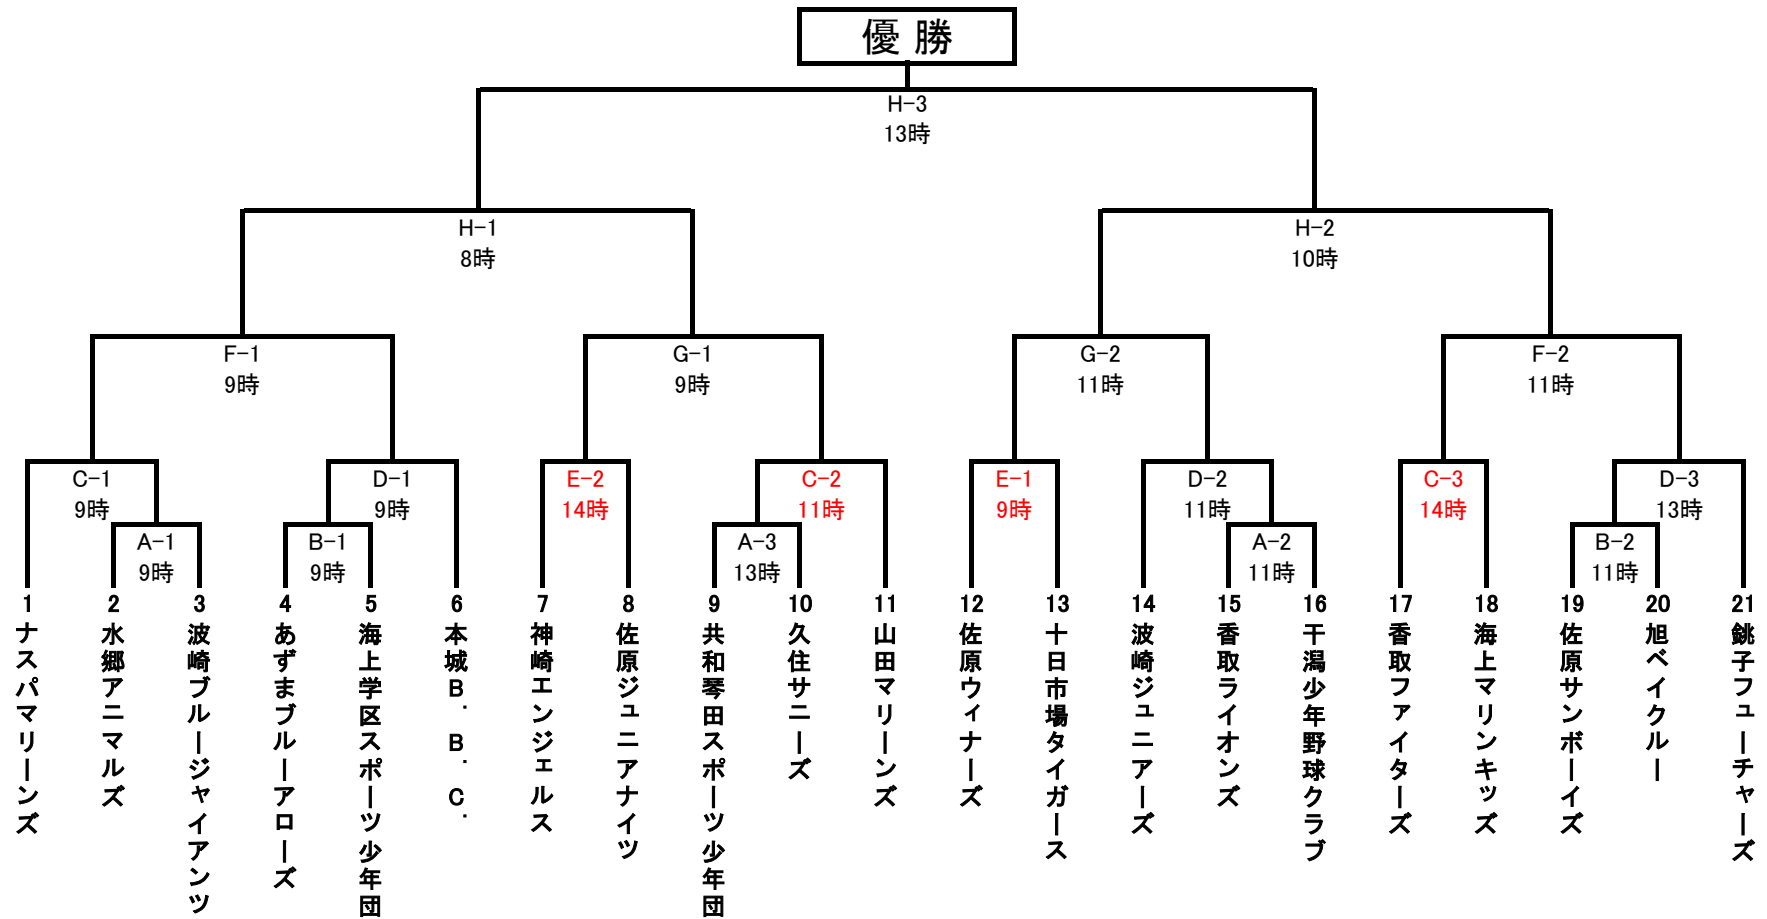 優勝
H-3
13時
H-1
8時
H-2
10時
F-1
9時
G-1
9時
G-2
11時
F-2
11時
C-1
9時
D-1
9時
E-2
14時
C-2
11時
E-1
9時
D-2
11時
C-3
14時
D-3
13時
A-1
9時
B-1
9時
A-3
13時
A-2
11時
B-2
11時
1 ナスパマリーンズ
2 水郷アニマルズ
3 波崎ブルージャイアンツ
4 あずまブルーアローズ
5 海上学区スポーツ少年団
6 本城B.B.C.
7 神崎エンジェルス
8 佐原ジュニアナイツ
9 共和琴田スポーツ少年団
10 久住サニーズ
11 山田マリーンズ
12 佐原ウィナーズ
13 十日市場タイガース
14 波崎ジュニアーズ
15 香取ライオンズ
16 干潟少年野球クラブ
17 香取ファイターズ
18 海上マリンキッズ
19 佐原サンボーイズ
20 旭ベイクルー
21 銚子フューチャーズ